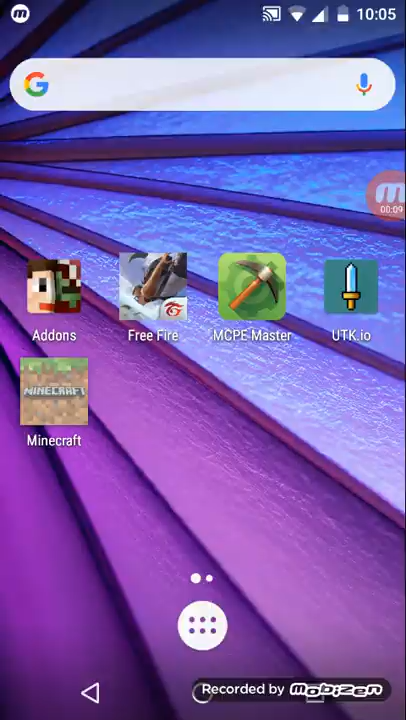 10:05
00:09
Addons
Free Fire
MCPE Master
UTK.io
MINECRAFT
Minecraft
Recorded by mobizen